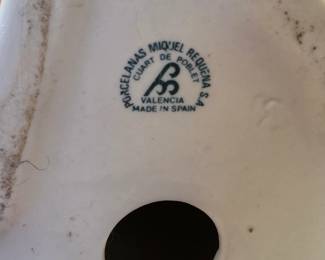 PORCELANAS MIQUEL REQUENA S.A.
CUART DE POBLET
VALENCIA
MADE IN SPAIN